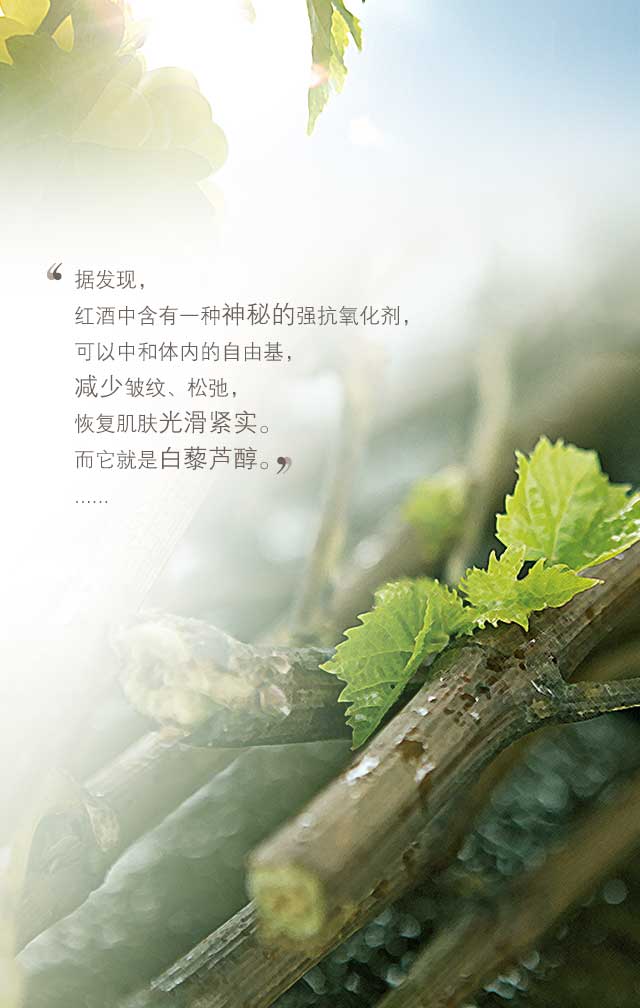 “据发现，
红酒中含有一种神秘的强抗氧化剂，
可以中和体内的自由基，
减少皱纹、松弛，
恢复肌肤光滑紧实。
而它就是白藜芦醇。”
……